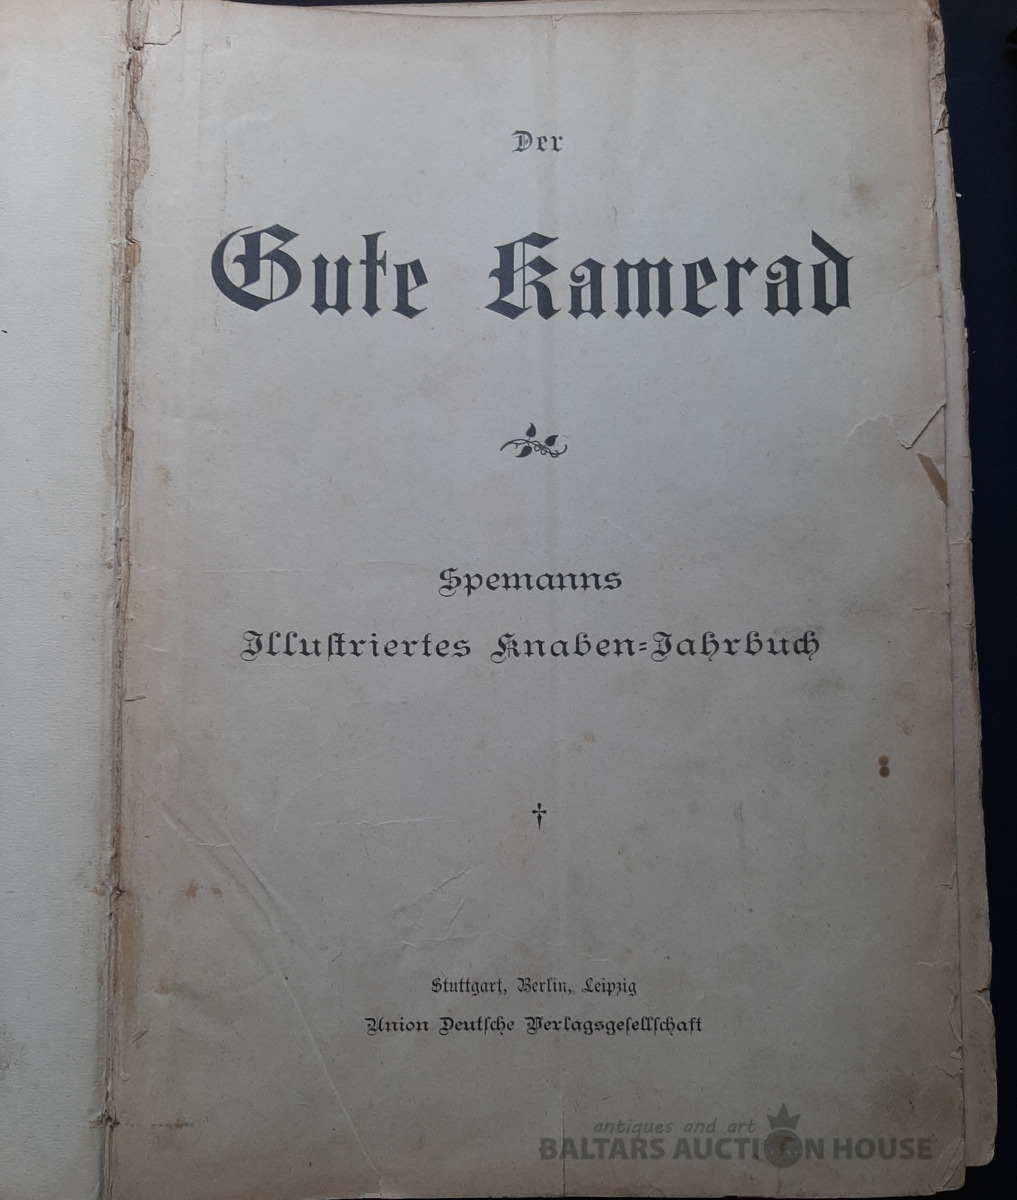 Der
Gute Kamerad
Spemanns
Illuſtriertes Knaben-Jahrbuch
†
Stuttgart, Berlin, Leipzig
Union Deutſche Verlagsgeſellſchaft
antiques and art
BALTARS AUCTION HOUSE